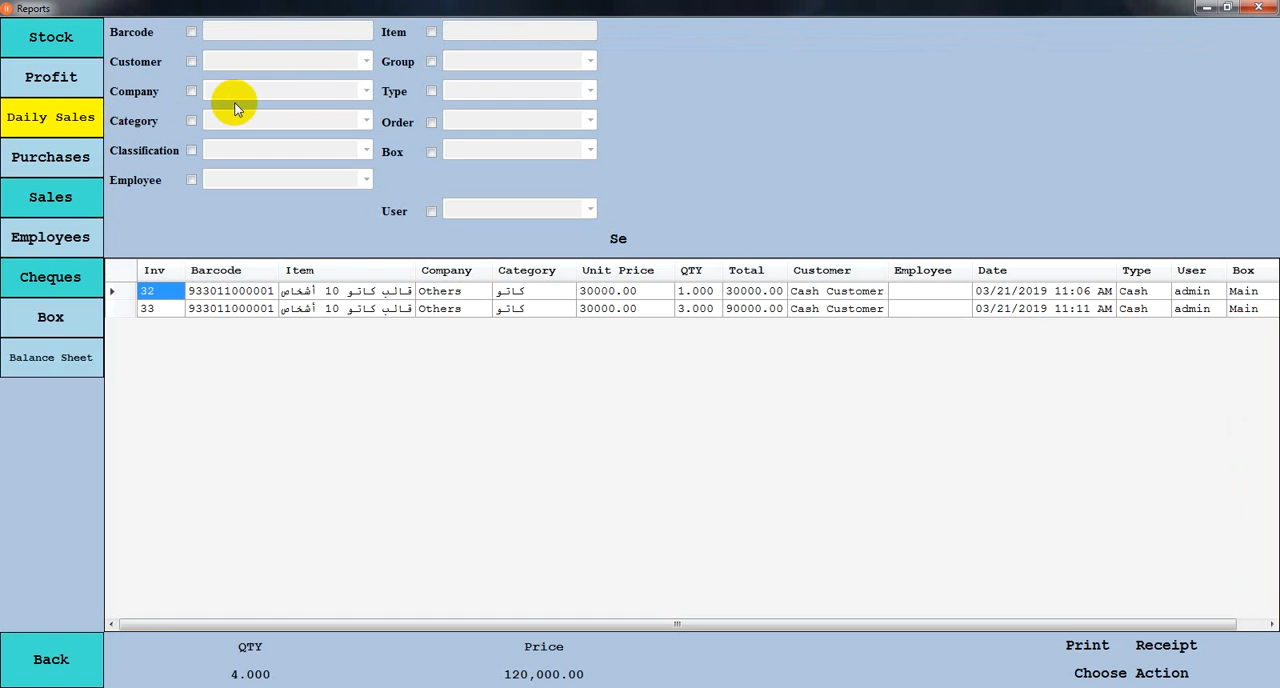 Reports
Stock
Profit
Daily Sales
Purchases
Sales
Employees
Cheques
Box
Balance Sheet
Back
Barcode Item
Customer Group
Company Type
Category Order
Classification Box
Employee
User
Se
Inv Barcode Item Company Category Unit Price QTY Total Customer Employee Date Type User Box
32 933011000001 قالب كاتو 10 أشخاص Others كاتو 30000.00 1.000 30000.00 Cash Customer 03/21/2019 11:06 AM Cash admin Main
33 933011000001 قالب كاتو 10 أشخاص Others كاتو 30000.00 3.000 90000.00 Cash Customer 03/21/2019 11:11 AM Cash admin Main
QTY Price Print Receipt
4.000 120,000.00 Choose Action